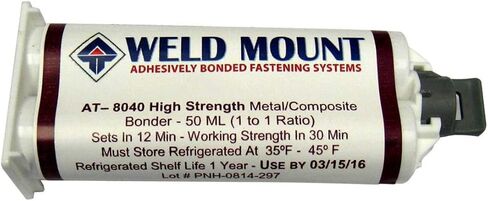 WELD MOUNT
ADHESIVELY BONDED FASTENING SYSTEMS
AT– 8040 High Strength Metal/Composite
Bonder - 50 ML (1 to 1 Ratio)
Sets In 12 Min - Working Strength In 30 Min
Must Store Refrigerated At 35ºF - 45º F
Refrigerated Shelf Life 1 Year - USE BY 03/15/16
Lot # PNH-0814-297